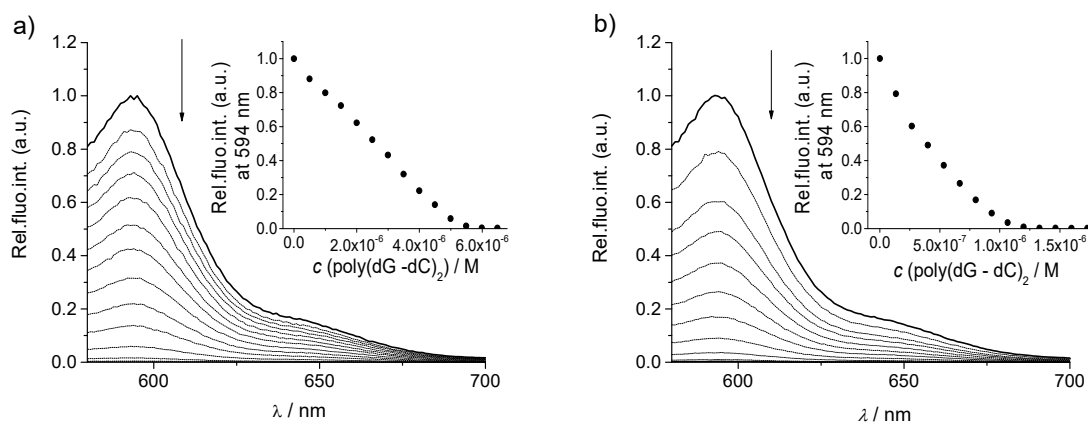 a)
1.2
1.0
0.8
0.6
0.4
0.2
0.0
Rel.fluo.int. (a.u.)
600
650
700
λ / nm
1.0
0.8
0.6
0.4
0.2
0.0
Rel.fluo.int. (a.u.)
at 594 nm
0.0
2.0x10⁻⁶
4.0x10⁻⁶
6.0x10⁻⁶
c (poly(dG -dC)₂) / M
b)
1.2
1.0
0.8
0.6
0.4
0.2
0.0
Rel.fluo.int. (a.u.)
600
650
700
λ / nm
1.0
0.8
0.6
0.4
0.2
0.0
Rel.fluo.int. (a.u.)
at 594 nm
0.0
5.0x10⁻⁷
1.0x10⁻⁶
1.5x10⁻⁶
c (poly(dG - dC)₂ / M